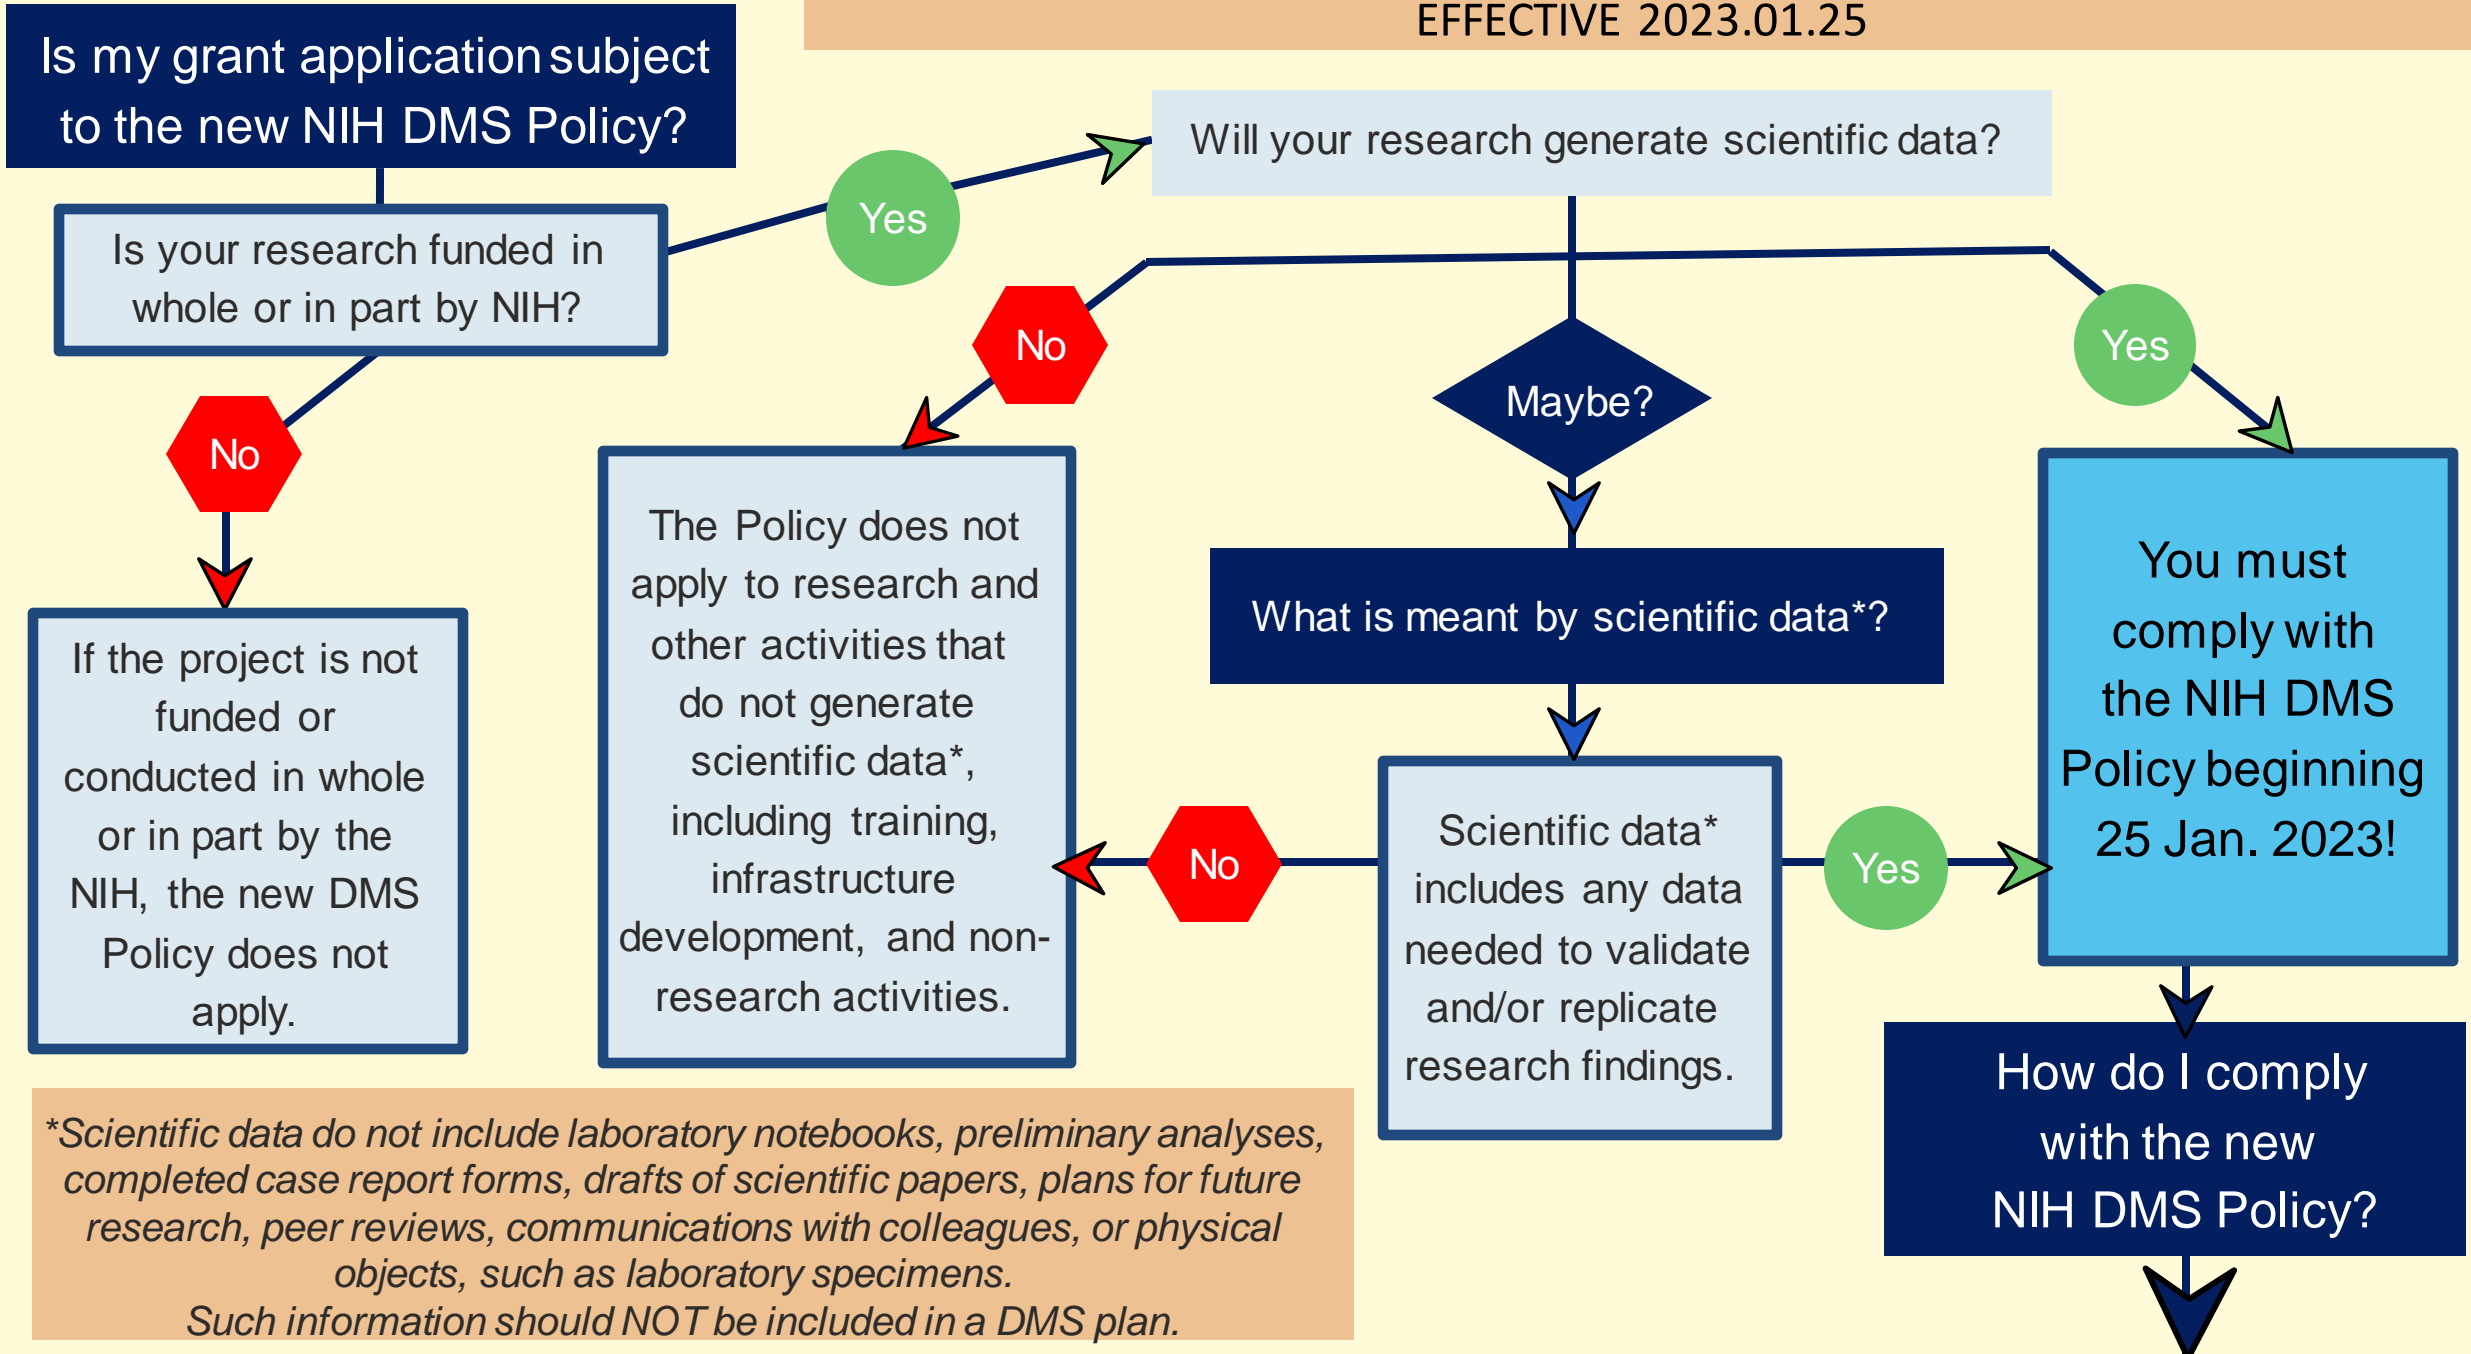 EFFECTIVE 2023.01.25
Is my grant application subject
to the new NIH DMS Policy?
Will your research generate scientific data?
Yes
Is your research funded in
whole or in part by NIH?
No
Yes
Maybe?
No
The Policy does not
apply to research and
other activities that
do not generate
scientific data*,
including training,
infrastructure
development, and non-
research activities.
You must
comply with
the NIH DMS
Policy beginning
25 Jan. 2023!
What is meant by scientific data*?
If the project is not
funded or
conducted in whole
or in part by the
NIH, the new DMS
Policy does not
apply.
Scientific data*
includes any data
needed to validate
and/or replicate
research findings.
No
Yes
How do I comply
with the new
NIH DMS Policy?
*Scientific data do not include laboratory notebooks, preliminary analyses,
completed case report forms, drafts of scientific papers, plans for future
research, peer reviews, communications with colleagues, or physical
objects, such as laboratory specimens.
Such information should NOT be included in a DMS plan.